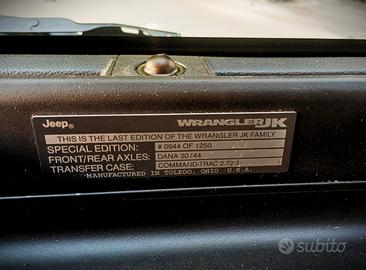 Jeep® WRANGLER JK
THIS IS THE LAST EDITION OF THE WRANGLER JK FAMILY
SPECIAL EDITION: # 0944 OF 1250
FRONT/REAR AXLES: DANA 30/44
TRANSFER CASE: COMMAND-TRAC 2.72:1
MANUFACTURED IN TOLEDO, OHIO U.S.A.
subito